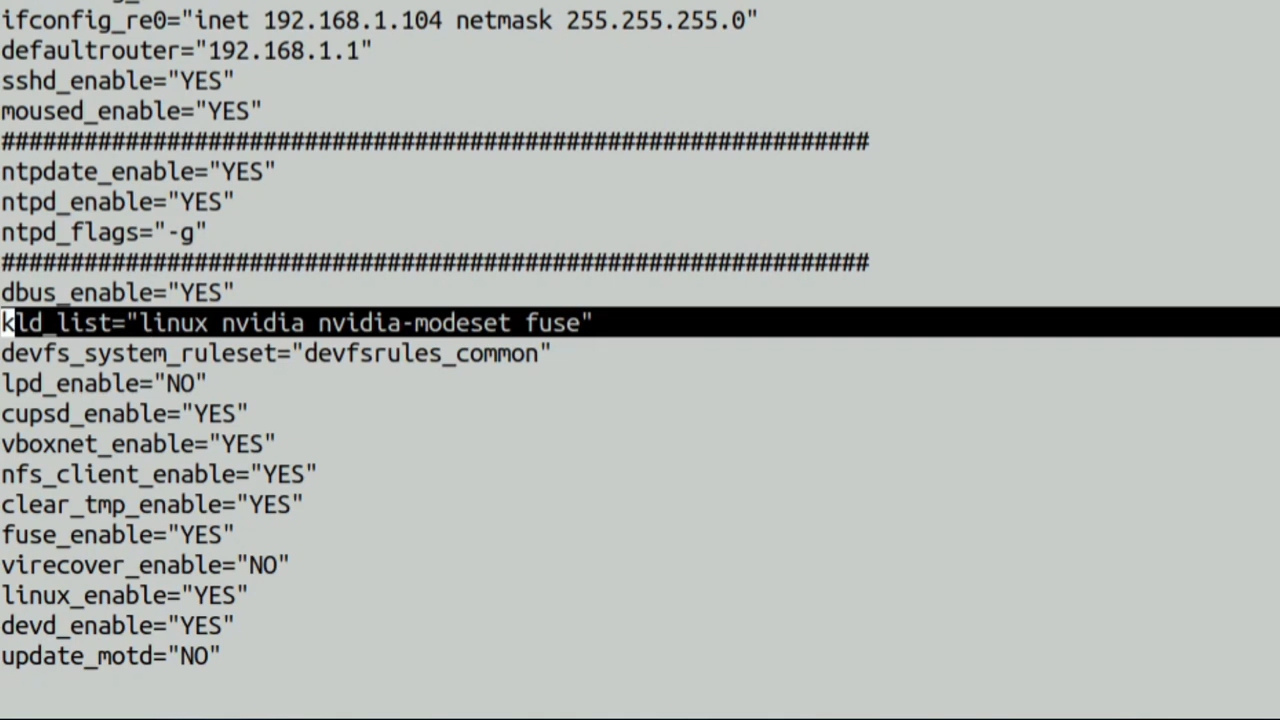 ifconfig_re0="inet 192.168.1.104 netmask 255.255.255.0"
defaultrouter="192.168.1.1"
sshd_enable="YES"
moused_enable="YES"
###############################################################
ntpdate_enable="YES"
ntpd_enable="YES"
ntpd_flags="-g"
###############################################################
dbus_enable="YES"
kld_list="linux nvidia nvidia-modeset fuse"
devfs_system_ruleset="devfsrules_common"
lpd_enable="NO"
cupsd_enable="YES"
vboxnet_enable="YES"
nfs_client_enable="YES"
clear_tmp_enable="YES"
fuse_enable="YES"
virecover_enable="NO"
linux_enable="YES"
devd_enable="YES"
update_motd="NO"